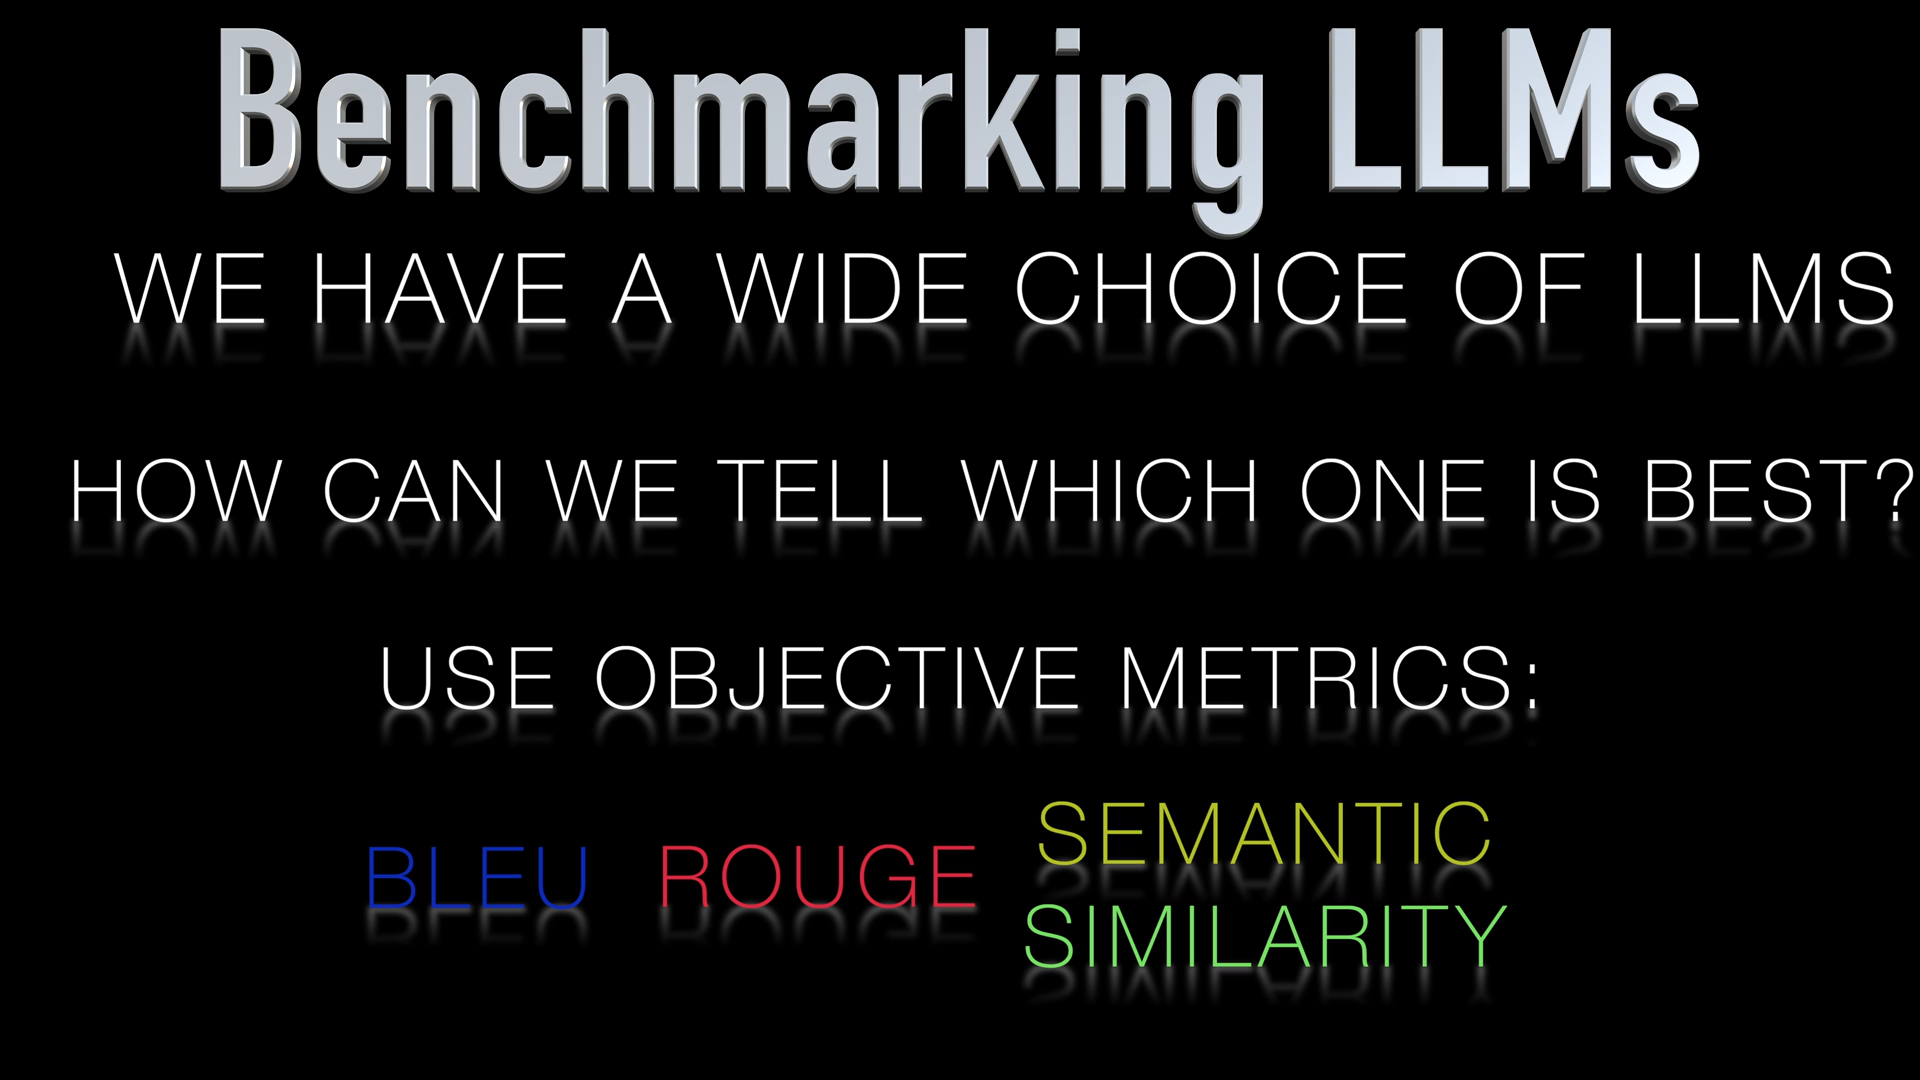 Benchmarking LLMs
WE HAVE A WIDE CHOICE OF LLMS
HOW CAN WE TELL WHICH ONE IS BEST?
USE OBJECTIVE METRICS:
BLEU ROUGE SEMANTIC
SIMILARITY